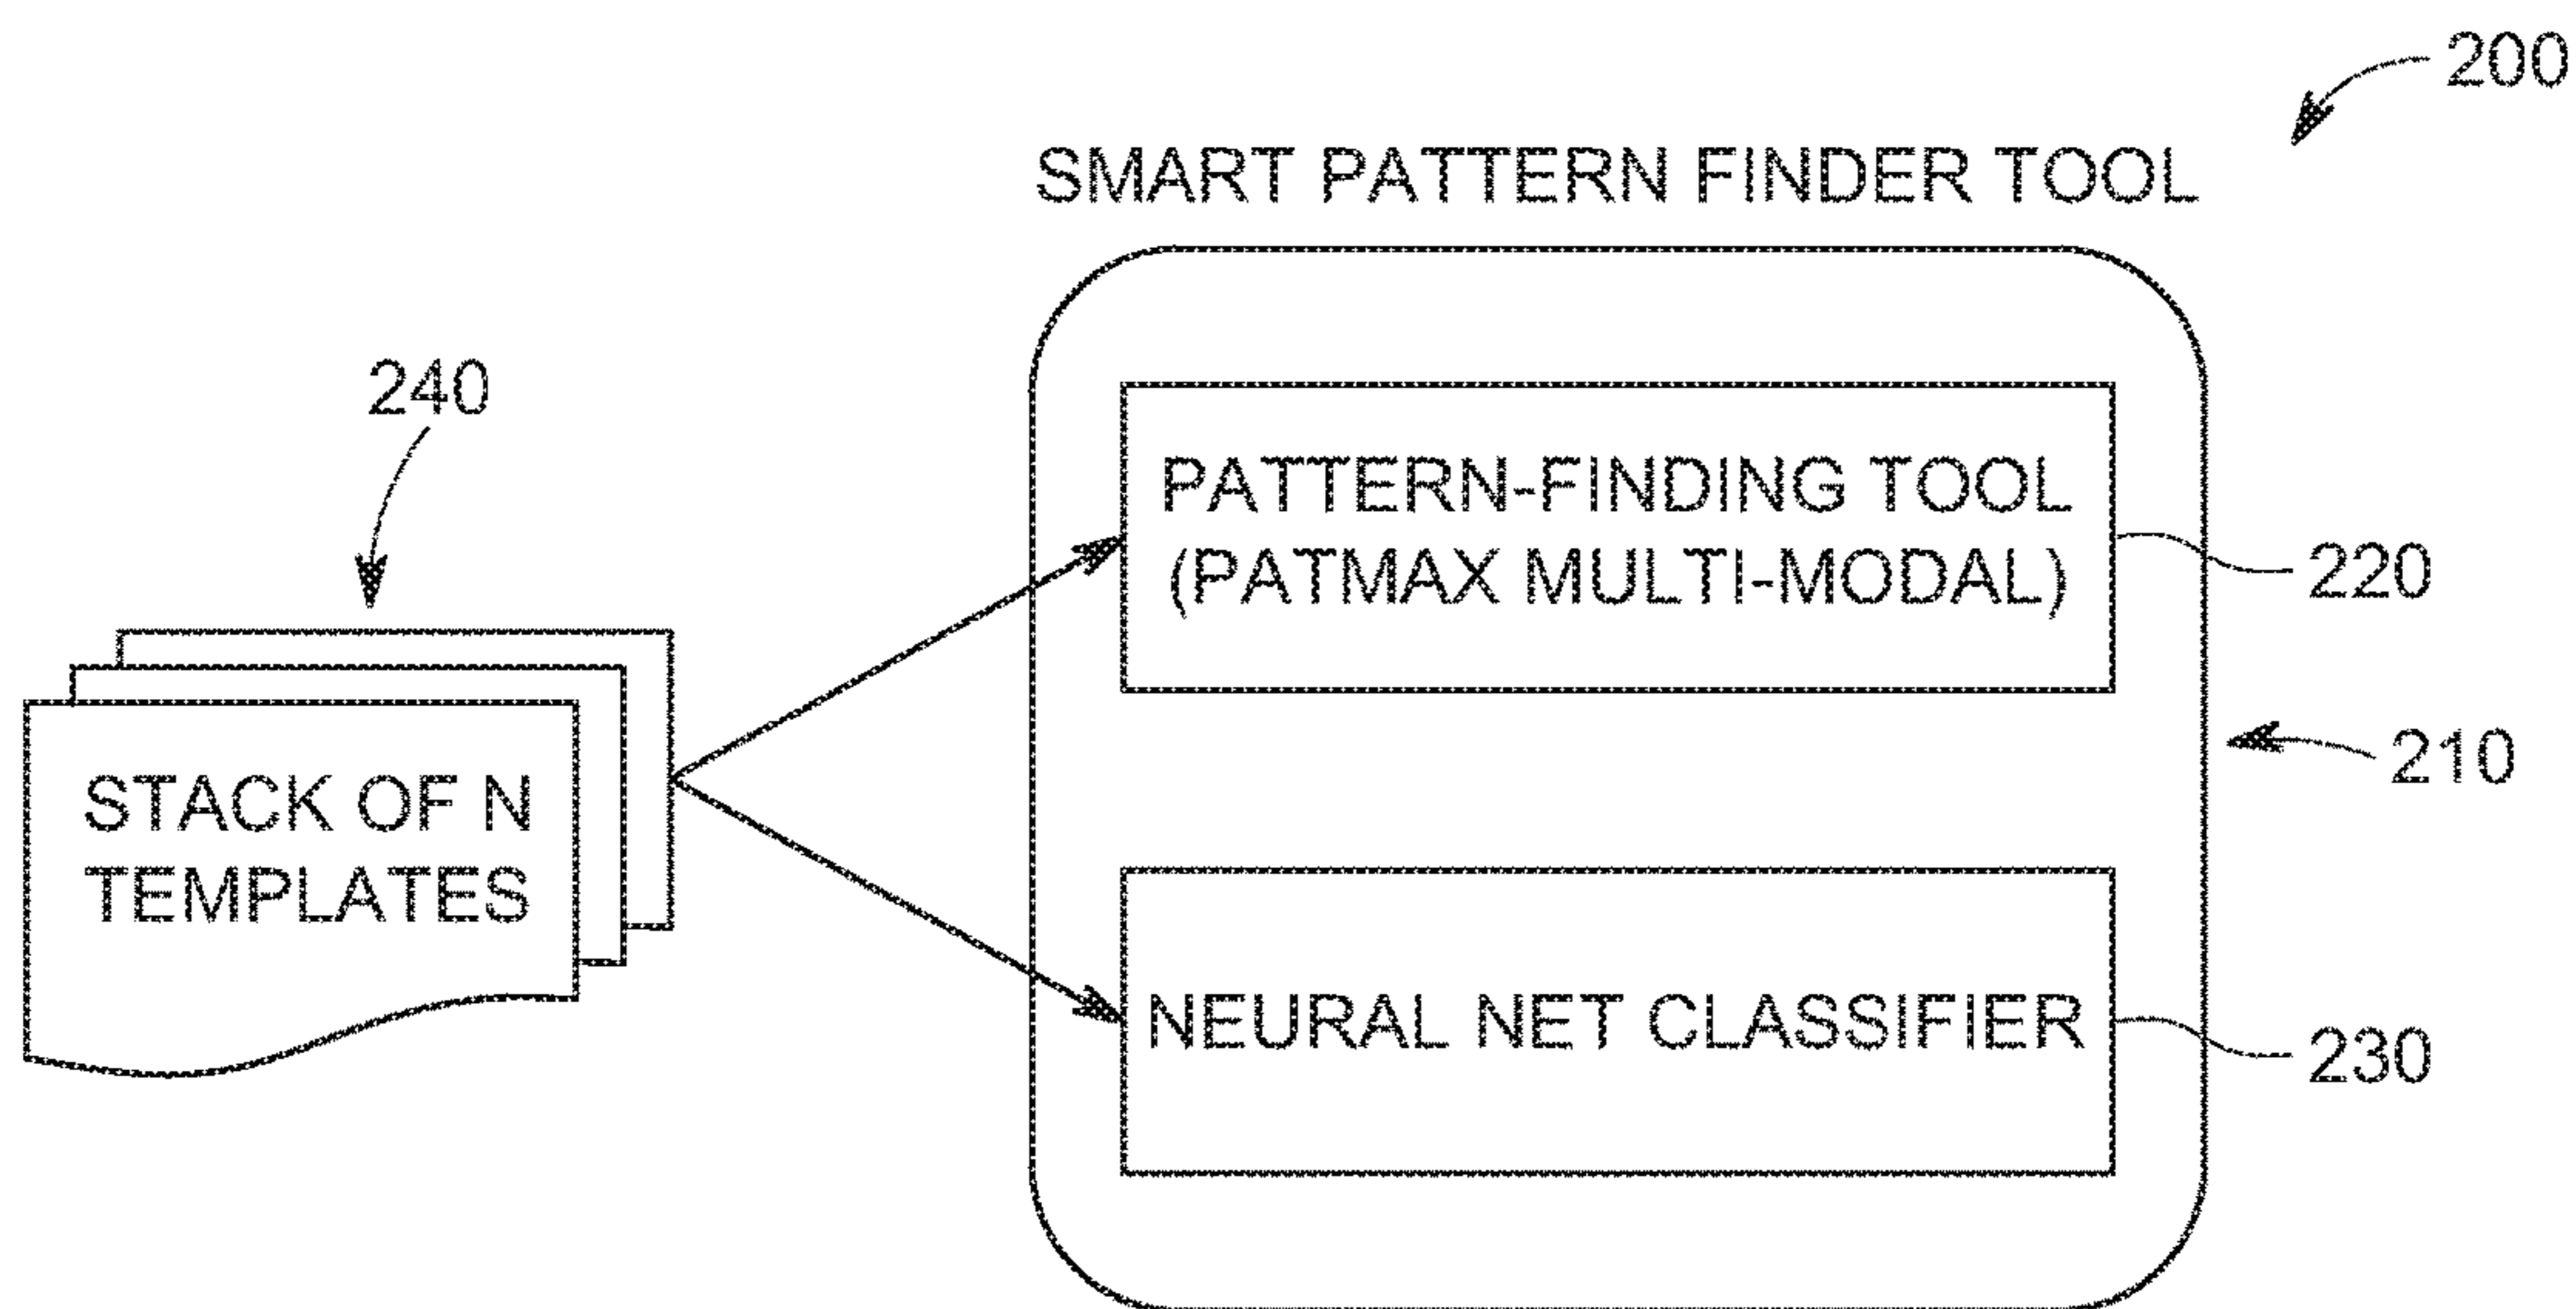 200
SMART PATTERN FINDER TOOL
240
PATTERN-FINDING TOOL
(PATMAX MULTI-MODAL)
220
210
STACK OF N
TEMPLATES
NEURAL NET CLASSIFIER
230